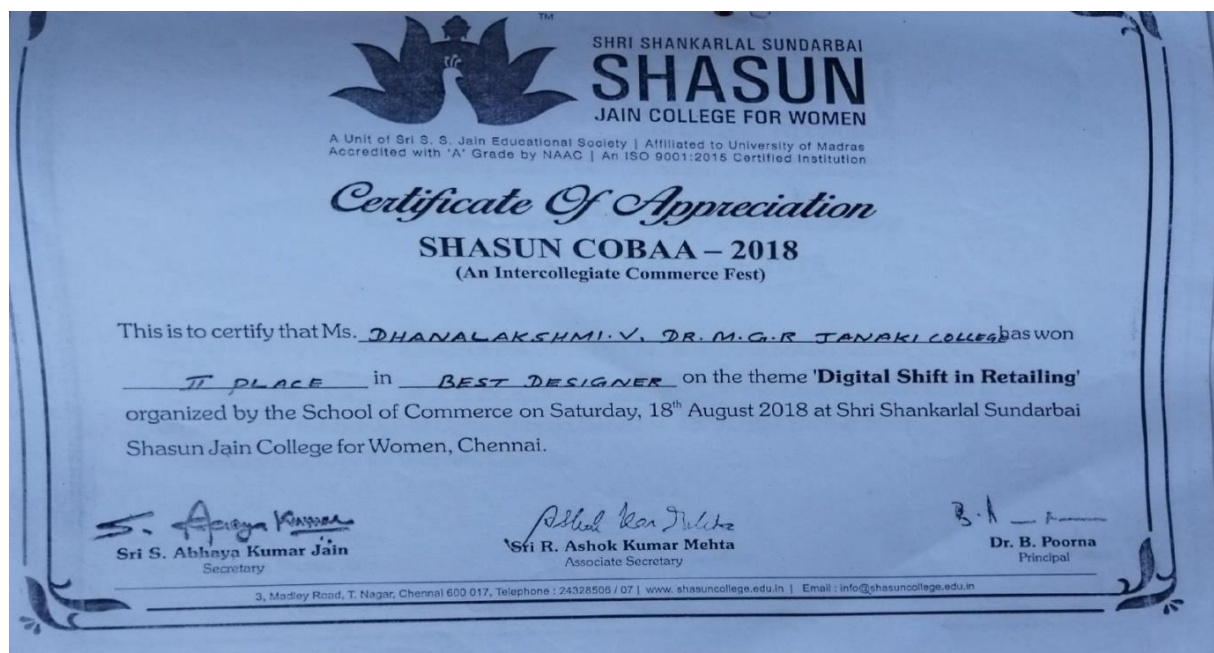 TM
SHRI SHANKARLAL SUNDARBAI
SHASUN
JAIN COLLEGE FOR WOMEN
A Unit of Sri S. S. Jain Educational Society | Affiliated to University of Madras
Accredited with 'A' Grade by NAAC | An ISO 9001:2015 Certified Institution
Certificate Of Appreciation
SHASUN COBAA – 2018
(An Intercollegiate Commerce Fest)
This is to certify that Ms. DHANALAKSHMI.V. DR. M.G.R JANAKI COLLEGE has won
II PLACE in BEST DESIGNER on the theme 'Digital Shift in Retailing'
organized by the School of Commerce on Saturday, 18th August 2018 at Shri Shankarlal Sundarbai
Shasun Jain College for Women, Chennai.
Sri S. Abhaya Kumar Jain
Secretary
Sri R. Ashok Kumar Mehta
Associate Secretary
Dr. B. Poorna
Principal
3, Madley Road, T. Nagar, Chennai 600 017, Telephone : 24328506 / 07 | www. shasuncollege.edu.in | Email : info@shasuncollege.edu.in